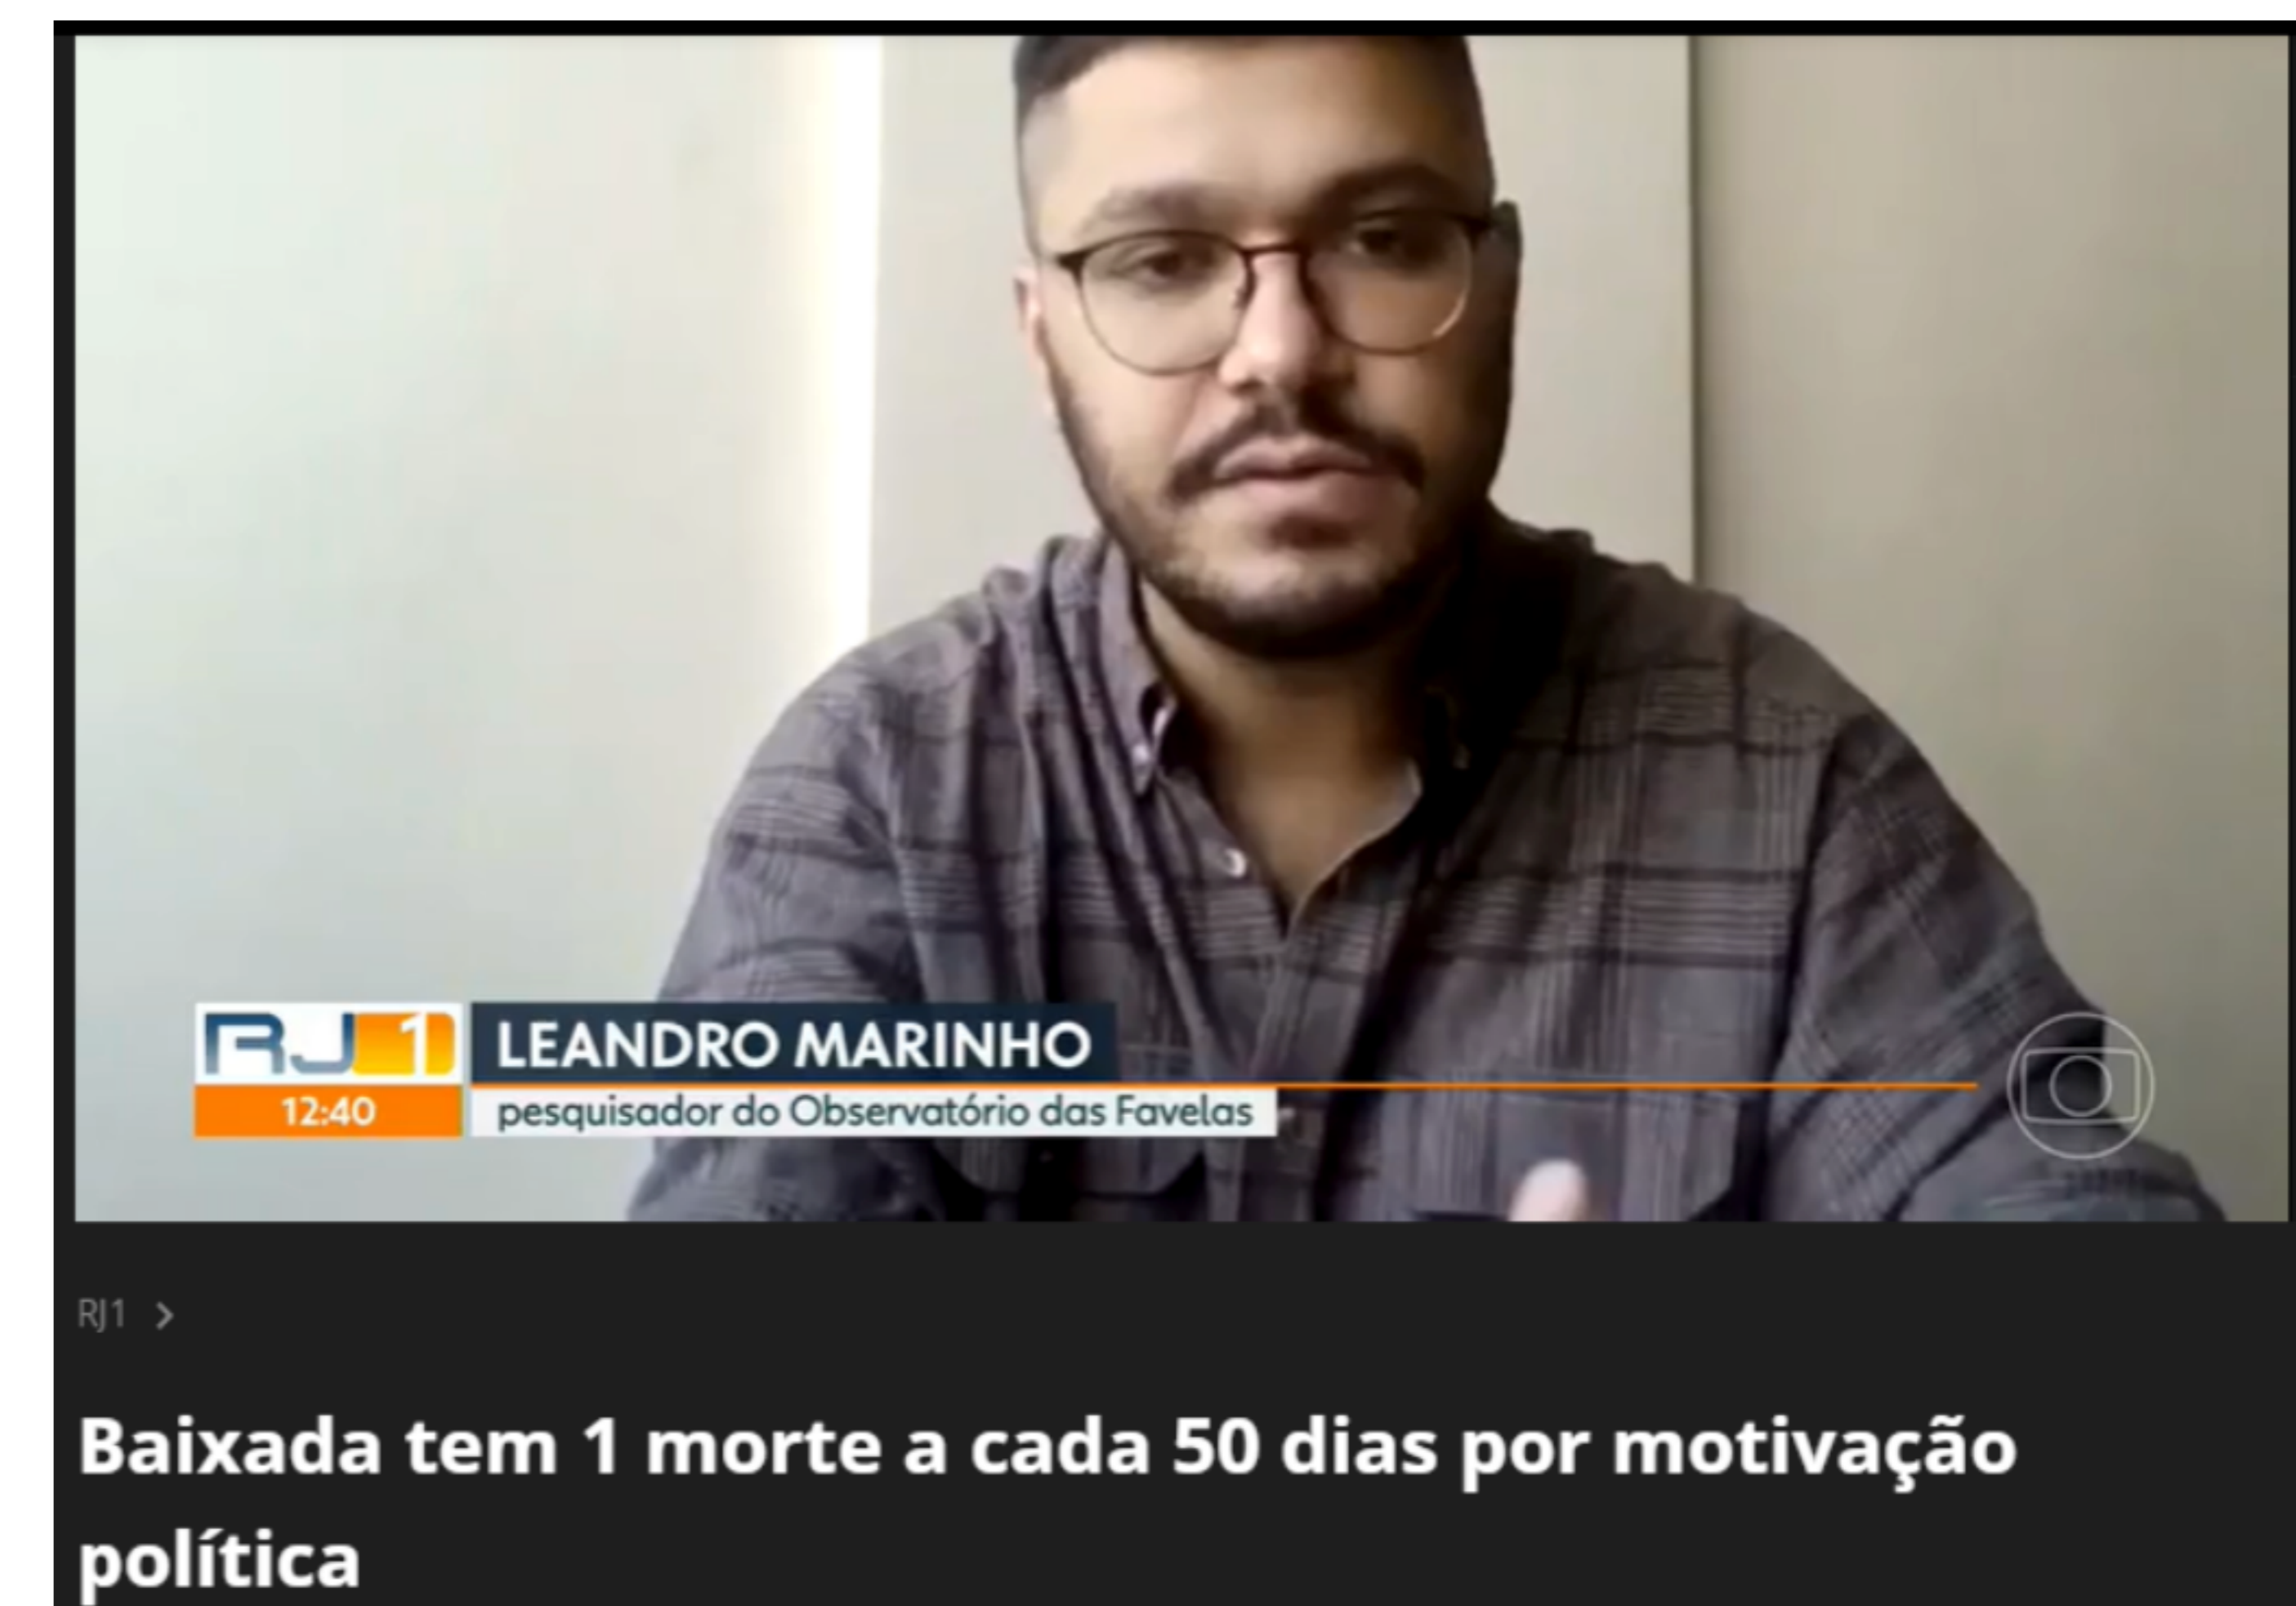 RJ1
LEANDRO MARINHO
12:40
pesquisador do Observatório das Favelas
RJ1 >
Baixada tem 1 morte a cada 50 dias por motivação
política